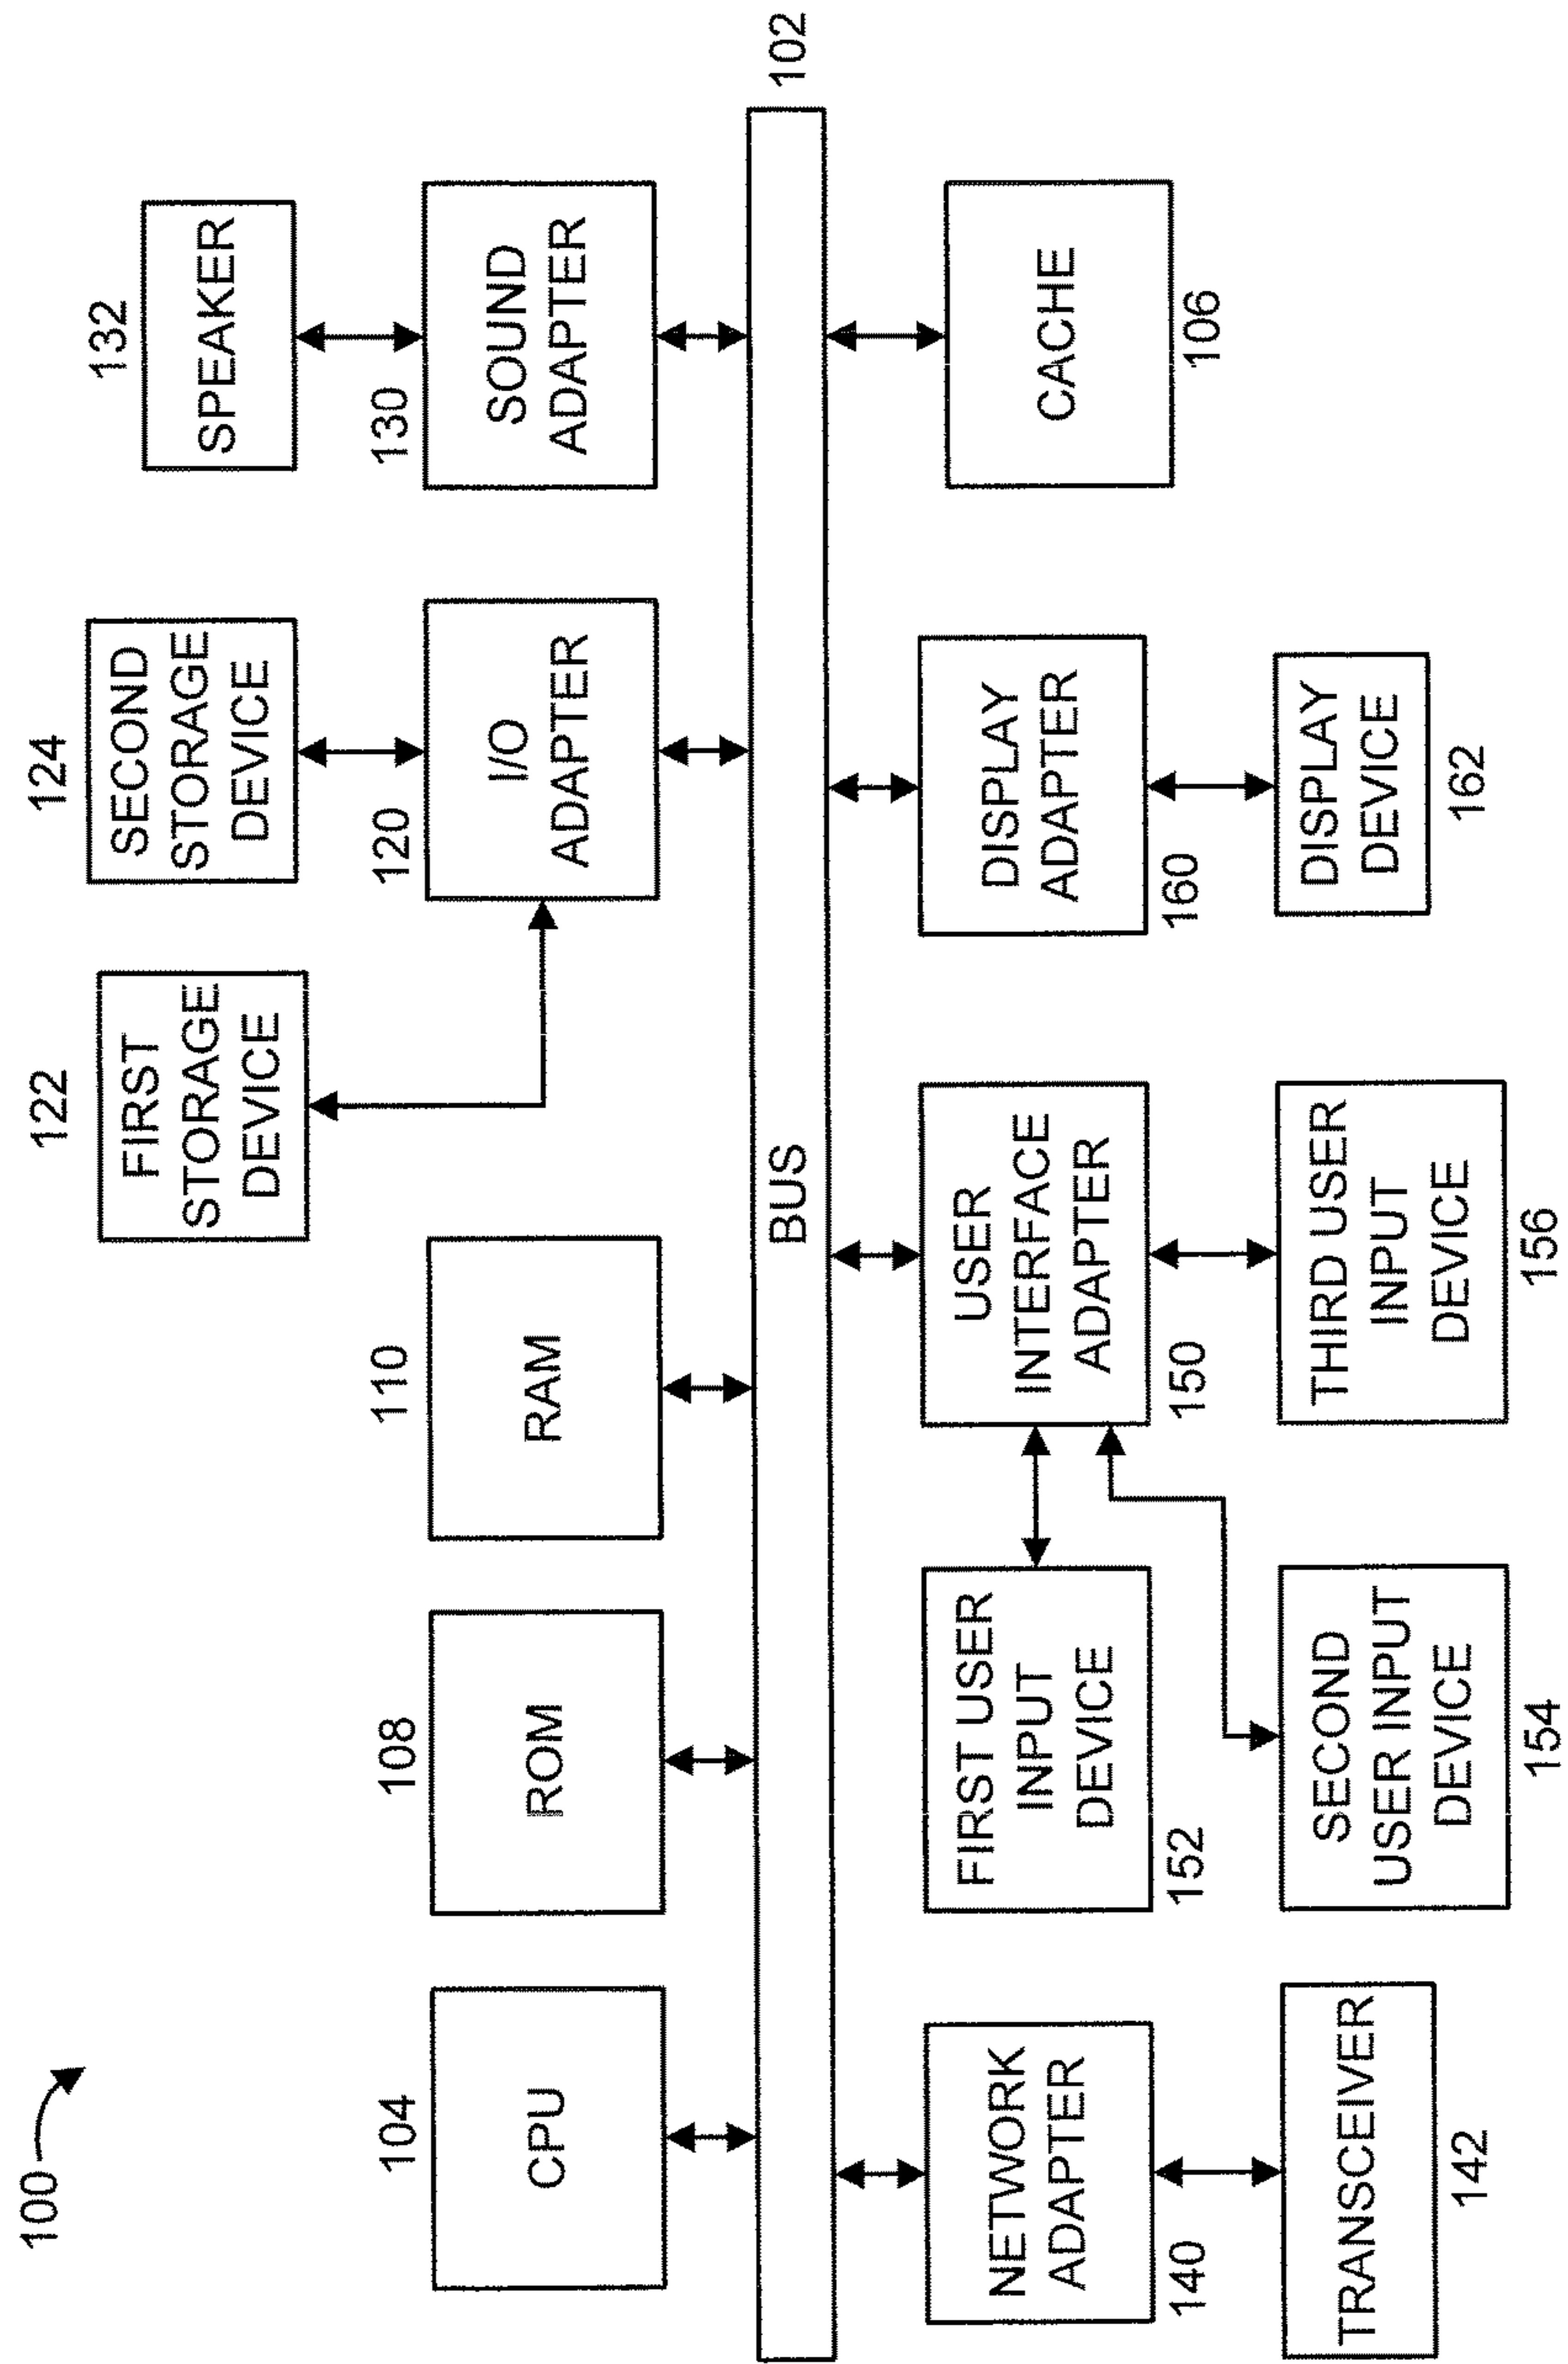 100
104
CPU
108
ROM
110
RAM
122
FIRST
STORAGE
DEVICE
124
SECOND
STORAGE
DEVICE
120
I/O
ADAPTER
132
SPEAKER
130
SOUND
ADAPTER
BUS
102
NETWORK
ADAPTER
140
TRANSCEIVER
142
FIRST USER
INPUT
DEVICE
152
SECOND
USER INPUT
DEVICE
154
USER
INTERFACE
ADAPTER
150
THIRD USER
INPUT
DEVICE
156
DISPLAY
ADAPTER
160
DISPLAY
DEVICE
162
CACHE
106